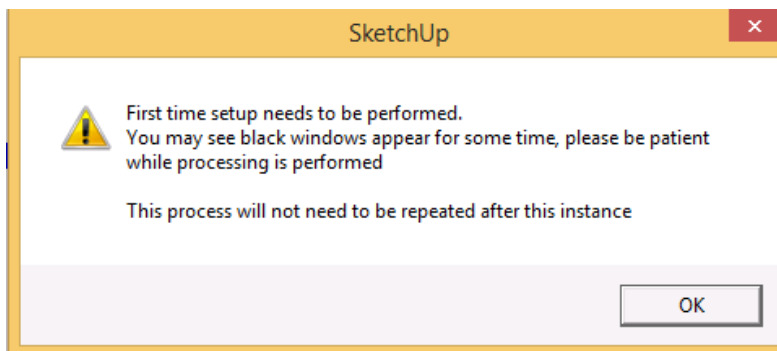 SketchUp
First time setup needs to be performed.
You may see black windows appear for some time, please be patient
while processing is performed
This process will not need to be repeated after this instance
OK